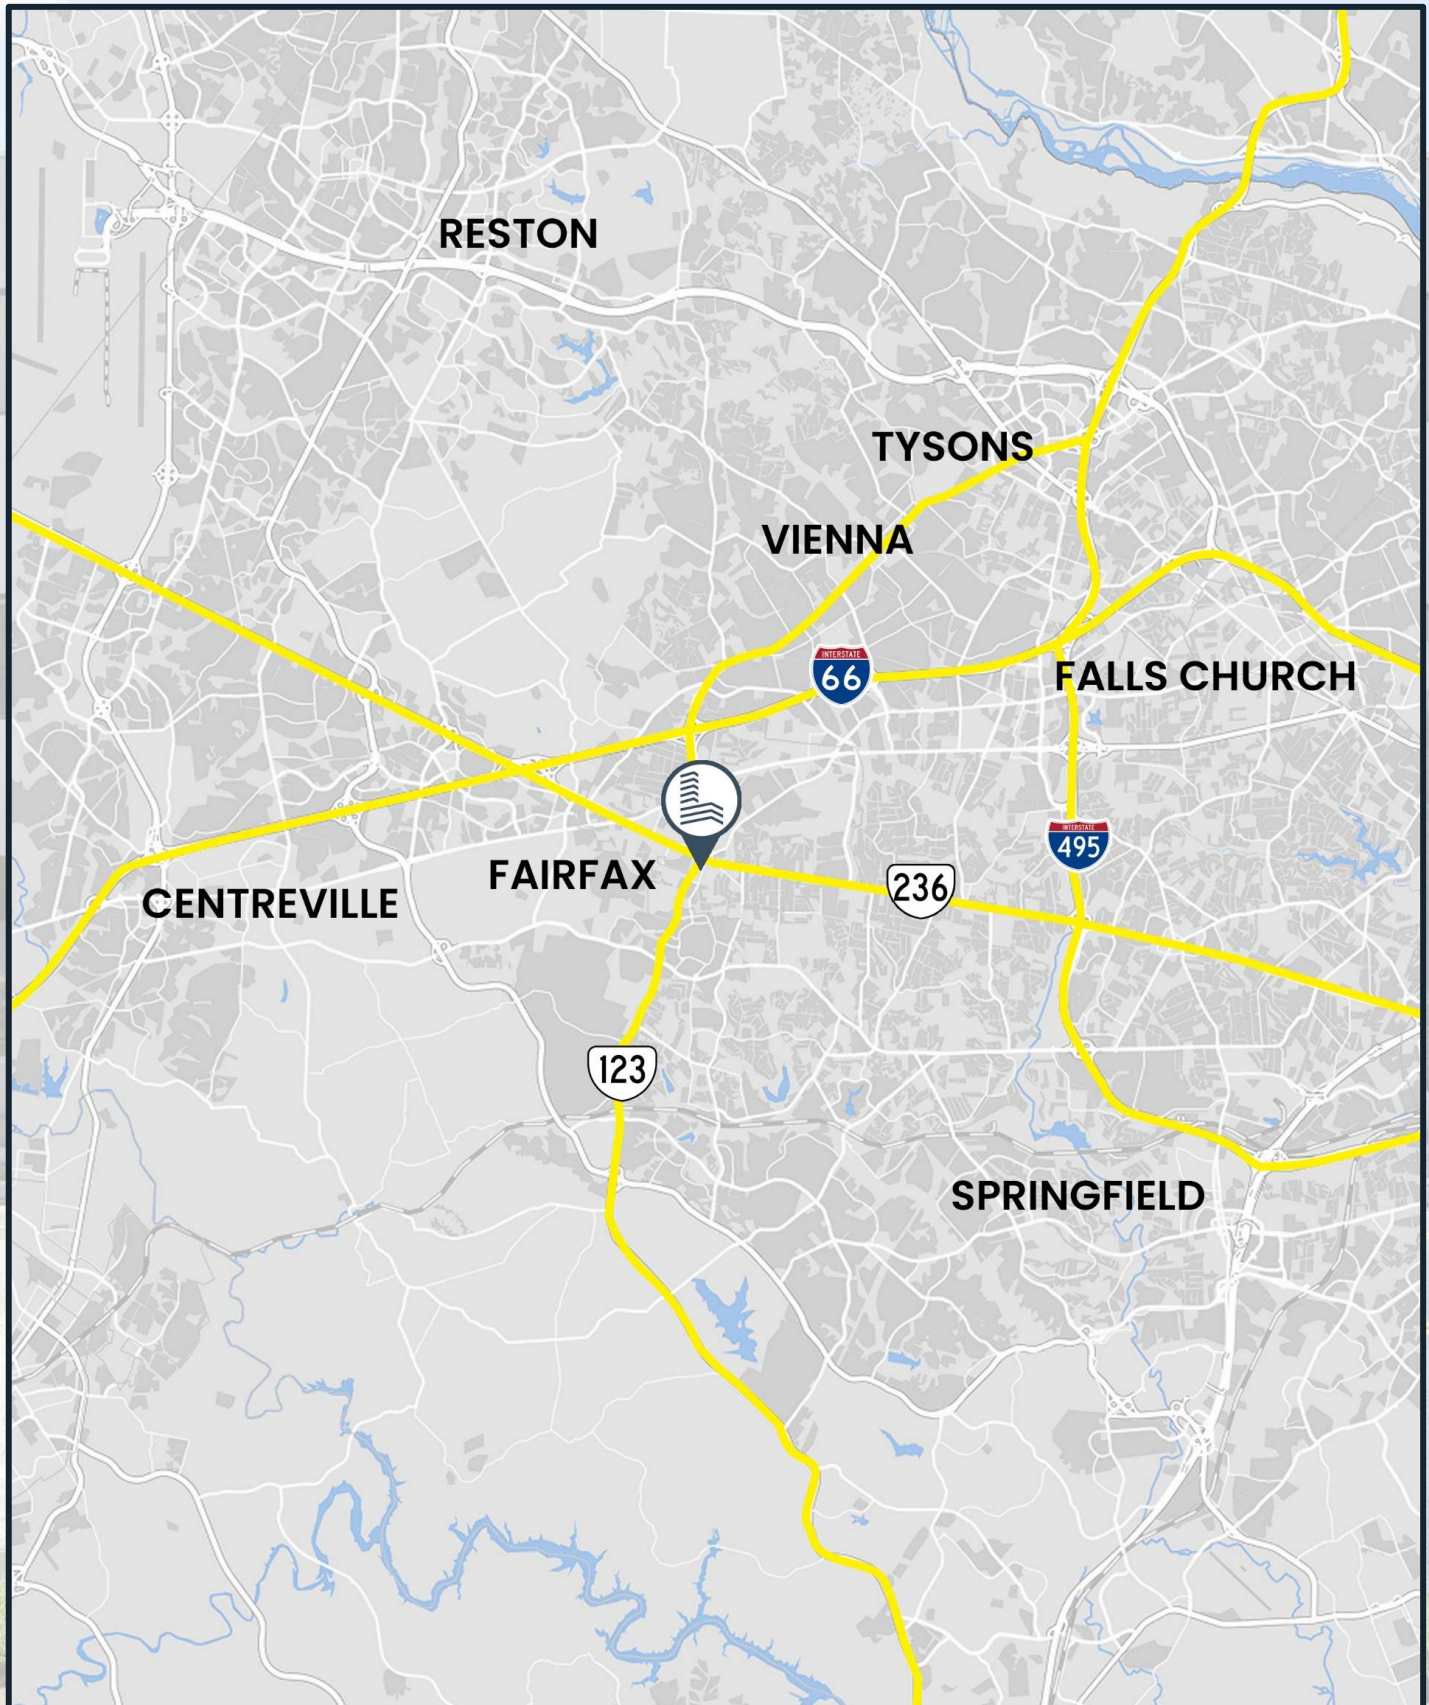 RESTON
TYSONS
VIENNA
INTERSTATE
66
FALLS CHURCH
INTERSTATE
495
FAIRFAX
236
CENTREVILLE
123
SPRINGFIELD